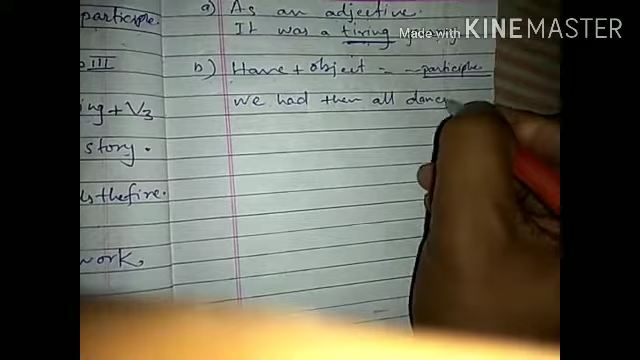 participle.
III
ing + V3
story.
the fire.
work,
a) As an adjective.
It was a tiring
b) Have + object - - participle.
we had them all danc
Made with KINEMASTER